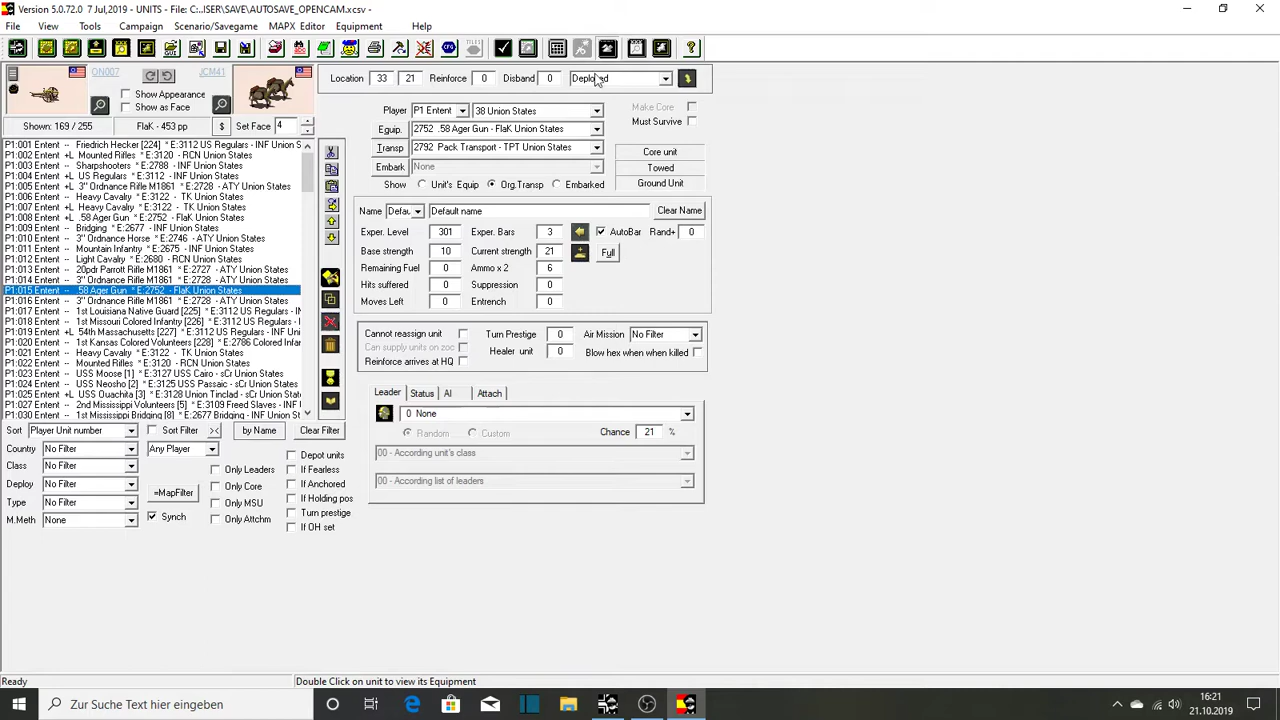 Version 5.0.72.0 7 Jul,2019 - UNITS - File: C:..ISER\SAVE\AUTOSAVE_OPENCAM.xcsv) -
File View Tools Campaign Scenario/Savegame MAPX Editor Equipment Help
ON007 JCM41
Show Appearance
Show as Face
Shown: 169 / 255 FlaK - 453 pp $ Set Face 4
Location 33 21 Reinforce 0 Disband 0 Deployed
Player P1 Entent 38 Union States
Equip. 2752 .58 Ager Gun - FlaK Union States
Transp 2792 Pack Transport - TPT Union States
Embark None
Show Unit's Equip Org.Transp Embarked
Make Core
Must Survive
Core unit
Towed
Ground Unit
Name Defau Default name Clear Name
Exper. Level 301 Exper. Bars 3 AutoBar Rand+ 0
Base strength 10 Current strength 21 Full
Remaining Fuel 0 Ammo x 2 6
Hits suffered 0 Suppression 0
Moves Left 0 Entrench 0
Cannot reassign unit Turn Prestige 0 Air Mission No Filter
Can supply units on zoc Healer unit 0 Blow hex when when killed
Reinforce arrives at HQ
Leader Status AI Attach
0 None
Random Custom Chance 21 %
00 - According unit's class
00 - According list of leaders
P1:001 Entent -- Friedrich Hecker [224] * E:3112 US Regulars - INF Union States
P1:002 Entent +L Mounted Rifles * E:3120 - RCN Union States
P1:003 Entent -- Sharpshooters * E:2788 - INF Union States
P1:004 Entent +L US Regulars * E:3112 - INF Union States
P1:005 Entent +L 3" Ordnance Rifle M1861 * E:2728 - ATY Union States
P1:006 Entent -- Heavy Cavalry * E:3122 - TK Union States
P1:007 Entent +L Heavy Cavalry * E:3122 - TK Union States
P1:008 Entent +L .58 Ager Gun * E:2752 - FlaK Union States
P1:009 Entent -- Bridging * E:2677 - INF Union States
P1:010 Entent -- 3" Ordnance Horse * E:2746 - ATY Union States
P1:011 Entent -- Mountain Infantry * E:2675 - INF Union States
P1:012 Entent -- Light Cavalry * E:2680 - RCN Union States
P1:013 Entent -- 20pdr Parrott Rifle M1861 * E:2727 - ATY Union States
P1:014 Entent -- 3" Ordnance Rifle M1861 * E:2728 - ATY Union States
P1:015 Entent -- .58 Ager Gun * E:2752 - FlaK Union States
P1:016 Entent -- 3" Ordnance Rifle M1861 * E:2728 - ATY Union States
P1:017 Entent -- 1st Louisiana Native Guard [225] * E:3112 US Regulars - INF
P1:018 Entent -- 1st Missouri Colored Infantry [226] * E:3112 US Regulars - INF
P1:019 Entent +L 54th Massachusetts [227] * E:3112 US Regulars - INF Union
P1:020 Entent -- 1st Kansas Colored Volunteers [228] * E:2786 Colored Infant
P1:021 Entent -- Heavy Cavalry * E:3122 - TK Union States
P1:022 Entent -- Mounted Rifles * E:3120 - RCN Union States
P1:023 Entent -- USS Moose [1] * E:3127 USS Cairo - sCr Union States
P1:024 Entent -- USS Neosho [2] * E:3125 USS Passaic - sCr Union States
P1:025 Entent +L USS Ouachita [3] * E:3128 Union Tinclad - sCr Union States
P1:027 Entent -- 2nd Mississippi Volunteers [5] * E:3109 Freed Slaves - INF U
P1:030 Entent -- 1st Mississippi Bridging [8] * E:2677 Bridging - INF Union Sta
Sort Player Unit number Sort Filter >< by Name Clear Filter
Country No Filter Any Player
Class No Filter
Deploy No Filter =MapFilter
Type No Filter
M.Meth None Synch
Only Leaders
Only Core
Only MSU
Only Attchm
Depot units
If Fearless
If Anchored
If Holding pos
Turn prestige
If OH set
Ready Double Click on unit to view its Equipment
Zur Suche Text hier eingeben
16:21
21.10.2019